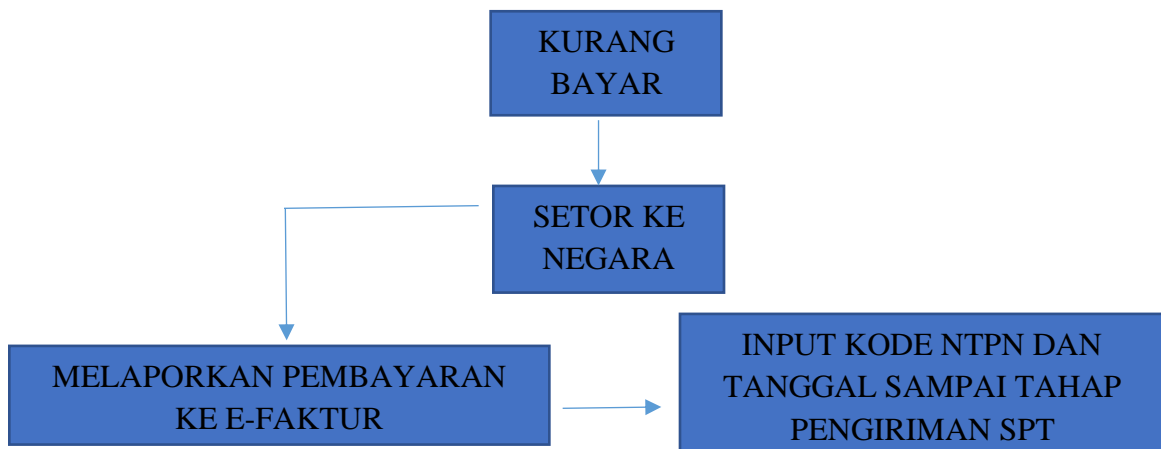 KURANG
BAYAR
SETOR KE
NEGARA
MELAPORKAN PEMBAYARAN
KE E-FAKTUR
INPUT KODE NTPN DAN
TANGGAL SAMPAI TAHAP
PENGIRIMAN SPT